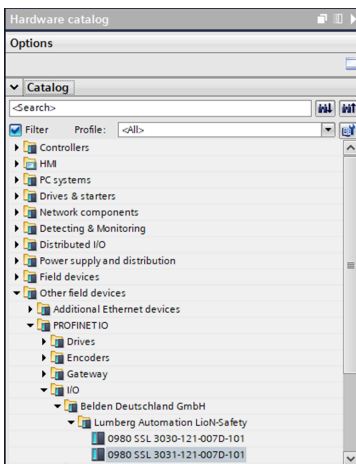 Hardware catalog
Options
Catalog
<Search>
Filter Profile: <All>
Controllers
HMI
PC systems
Drives & starters
Network components
Detecting & Monitoring
Distributed I/O
Power supply and distribution
Field devices
Other field devices
Additional Ethernet devices
PROFINET IO
Drives
Encoders
Gateway
I/O
Belden Deutschland GmbH
Lumberg Automation LioN-Safety
0980 SSL 3030-121-007D-101
0980 SSL 3031-121-007D-101